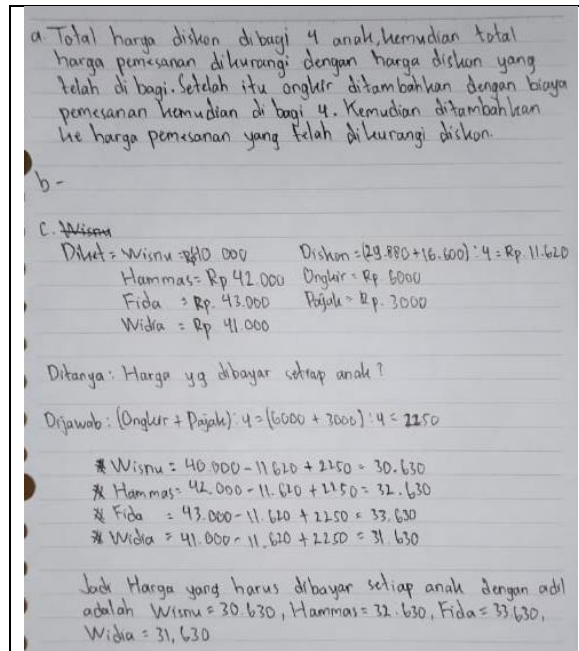 a. Total harga diskon dibagi 4 anak, kemudian total
harga pemesanan dikurangi dengan harga diskon yang
telah di bagi. Setelah itu ongkir ditambahkan dengan biaya
pemesanan kemudian di bagi 4. Kemudian ditambahkan
ke harga pemesanan yang telah dikurangi diskon.
b -
c. Wisnu
Diket = Wisnu = Rp40 000 Diskon = (29.880 + 16.600) : 4 = Rp. 11.620
Hammas = Rp 42.000 Ongkir = Rp. 6000
Fida = Rp. 43.000 Pajak = Rp. 3000
Widia = Rp 41.000
Ditanya : Harga yg dibayar setiap anak ?
Dijawab : (Ongkir + Pajak) : 4 = (6000 + 3000) : 4 = 2250
* Wisnu = 40.000 - 11620 + 2250 = 30.630
* Hammas = 42.000 - 11.620 + 2250 = 32.630
* Fida = 43.000 - 11.620 + 2250 = 33.630
* Widia = 41.000 - 11.620 + 2250 = 31.630
Jadi Harga yang harus dibayar setiap anak dengan adil
adalah Wisnu = 30.630, Hammas = 32.630, Fida = 33.630,
Widia = 31,630